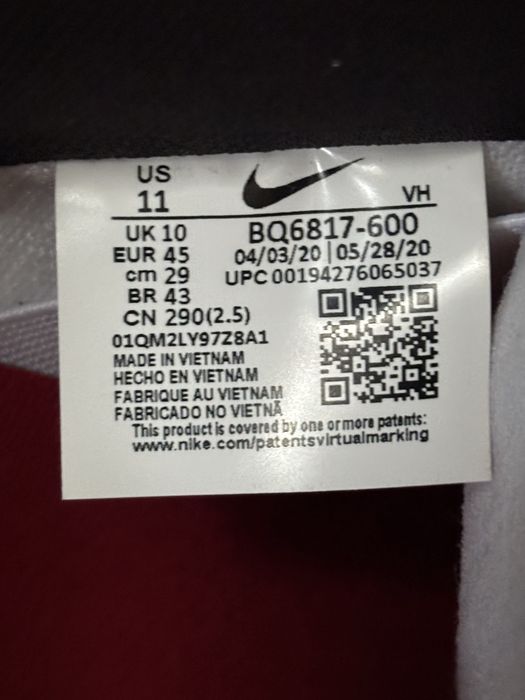 US
11
VH
UK 10
BQ6817-600
EUR 45
04/03/20 | 05/28/20
cm 29
UPC 00194276065037
BR 43
CN 290(2.5)
01QM2LY97Z8A1
MADE IN VIETNAM
HECHO EN VIETNAM
FABRIQUE AU VIETNAM
FABRICADO NO VIETNÃ
This product is covered by one or more patents:
www.nike.com/patentsvirtualmarking